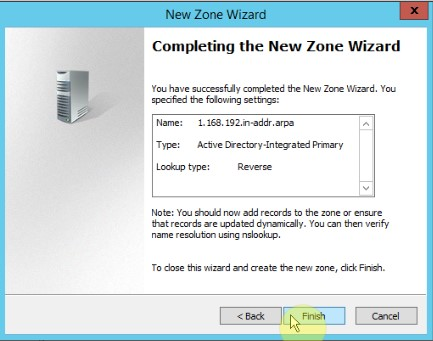 New Zone Wizard
x
Completing the New Zone Wizard
You have successfully completed the New Zone Wizard. You
specified the following settings:
Name: 1.168.192.in-addr.arpa
Type: Active Directory-Integrated Primary
Lookup type: Reverse
Note: You should now add records to the zone or ensure
that records are updated dynamically. You can then verify
name resolution using nslookup.
To close this wizard and create the new zone, click Finish.
< Back Finish Cancel